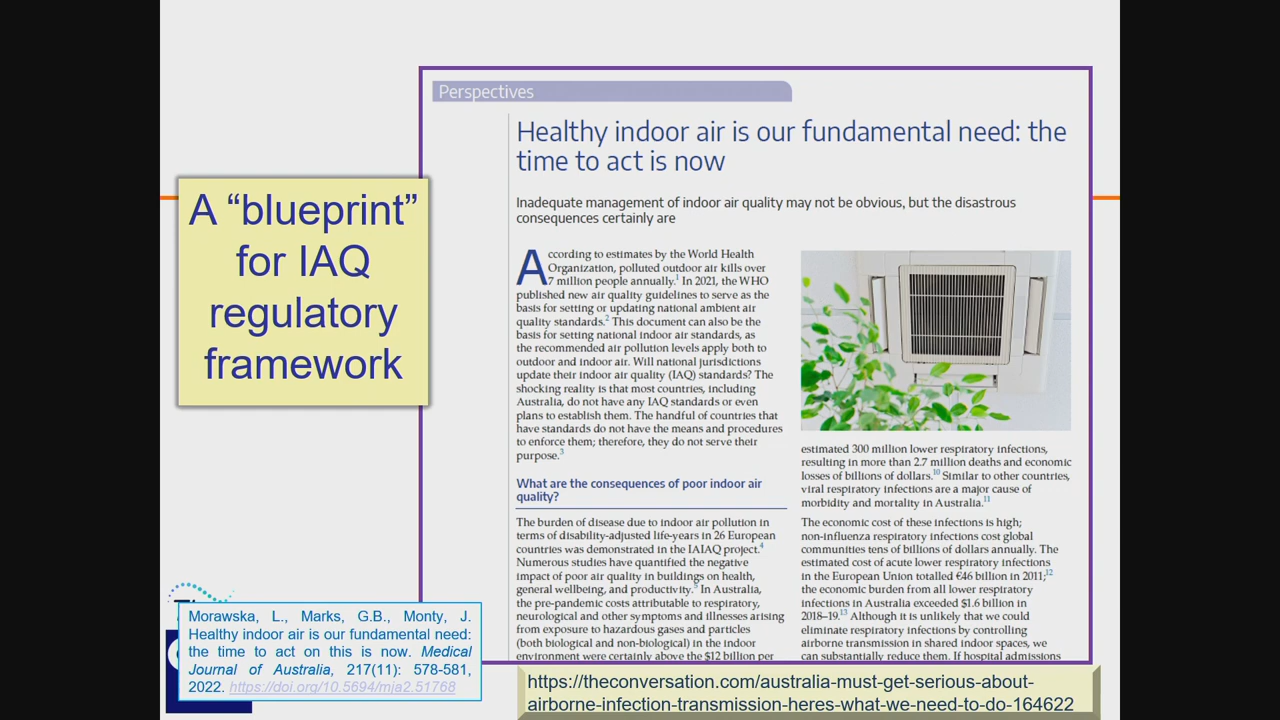 Perspectives
Healthy indoor air is our fundamental need: the
time to act is now
Inadequate management of indoor air quality may not be obvious, but the disastrous
consequences certainly are
A “blueprint”
for IAQ
regulatory
framework
According to estimates by the World Health
Organization, polluted outdoor air kills over
7 million people annually.1 In 2021, the WHO
published new air quality guidelines to serve as the
basis for setting or updating national ambient air
quality standards.2 This document can also be the
basis for setting national indoor air standards, as
the recommended air pollution levels apply both to
outdoor and indoor air. Will national jurisdictions
update their indoor air quality (IAQ) standards? The
shocking reality is that most countries, including
Australia, do not have any IAQ standards or even
plans to establish them. The handful of countries that
have standards do not have the means and procedures
to enforce them; therefore, they do not serve their
purpose.3
What are the consequences of poor indoor air
quality?
The burden of disease due to indoor air pollution in
terms of disability-adjusted life-years in 26 European
countries was demonstrated in the IAIAQ project.4
Numerous studies have quantified the negative
impact of poor air quality in buildings on health,
general wellbeing, and productivity.5 In Australia,
the pre-pandemic costs attributable to respiratory,
neurological and other symptoms and illnesses arising
from exposure to hazardous gases and particles
(both biological and non-biological) in the indoor
environment were certainly above the $12 billion per
estimated 300 million lower respiratory infections,
resulting in more than 2.7 million deaths and economic
losses of billions of dollars.10 Similar to other countries,
viral respiratory infections are a major cause of
morbidity and mortality in Australia.11
The economic cost of these infections is high;
non-influenza respiratory infections cost global
communities tens of billions of dollars annually. The
estimated cost of acute lower respiratory infections
in the European Union totalled €46 billion in 2011;12
the economic burden from all lower respiratory
infections in Australia exceeded $1.6 billion in
2018–19.13 Although it is unlikely that we could
eliminate respiratory infections by controlling
airborne transmission in shared indoor spaces, we
can substantially reduce them. If hospital admissions
Morawska, L., Marks, G.B., Monty, J.
Healthy indoor air is our fundamental need:
the time to act on this is now. Medical
Journal of Australia, 217(11): 578-581,
2022. https://doi.org/10.5694/mja2.51768
https://theconversation.com/australia-must-get-serious-about-
airborne-infection-transmission-heres-what-we-need-to-do-164622